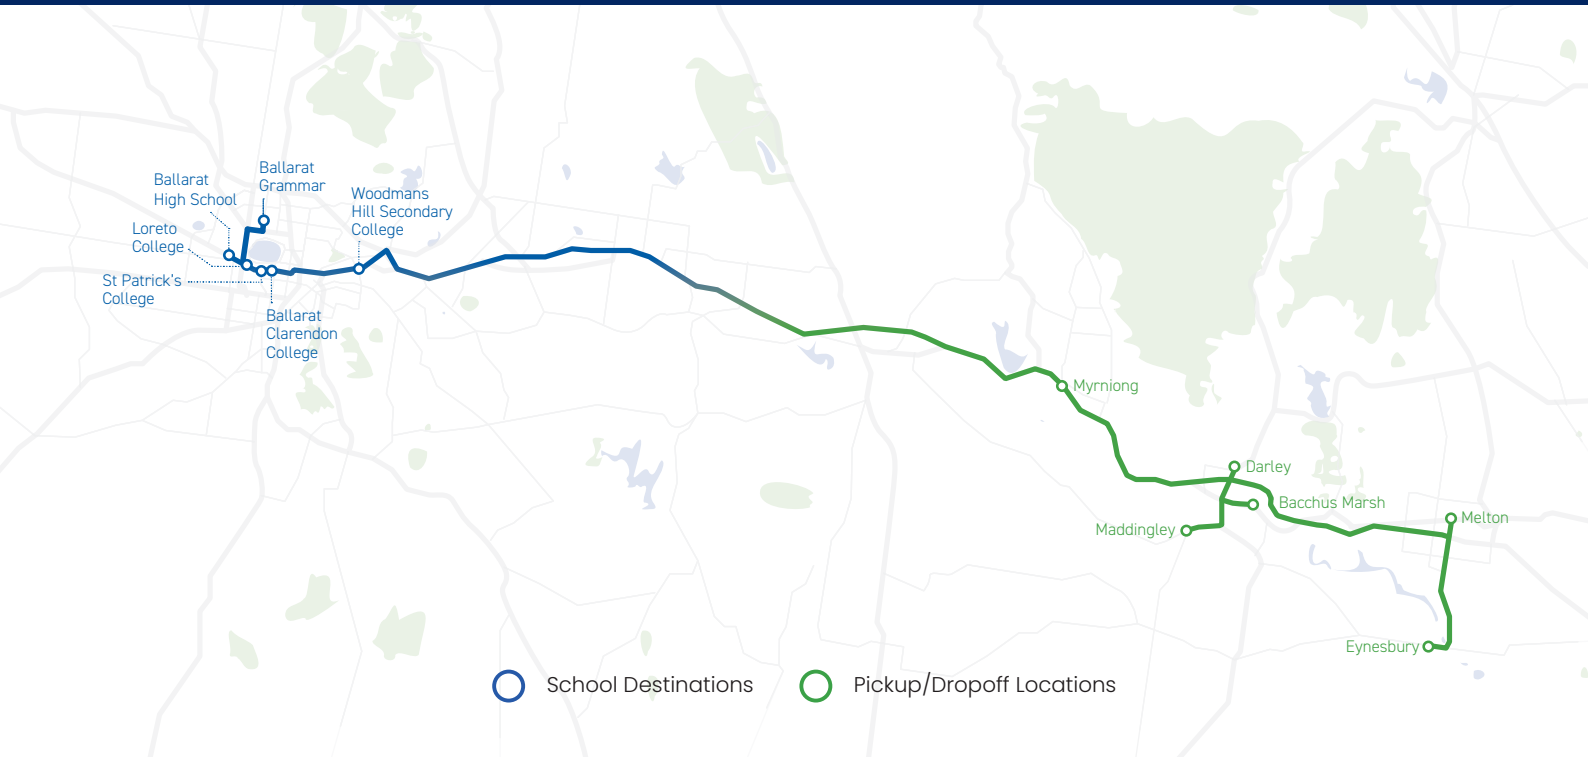 Ballarat
Grammar
Ballarat
High School
Woodmans
Hill Secondary
College
Loreto
College
St Patrick's
College
Ballarat
Clarendon
College
Myrniong
Darley
Bacchus Marsh
Maddingley
Melton
Eynesbury
School Destinations
Pickup/Dropoff Locations